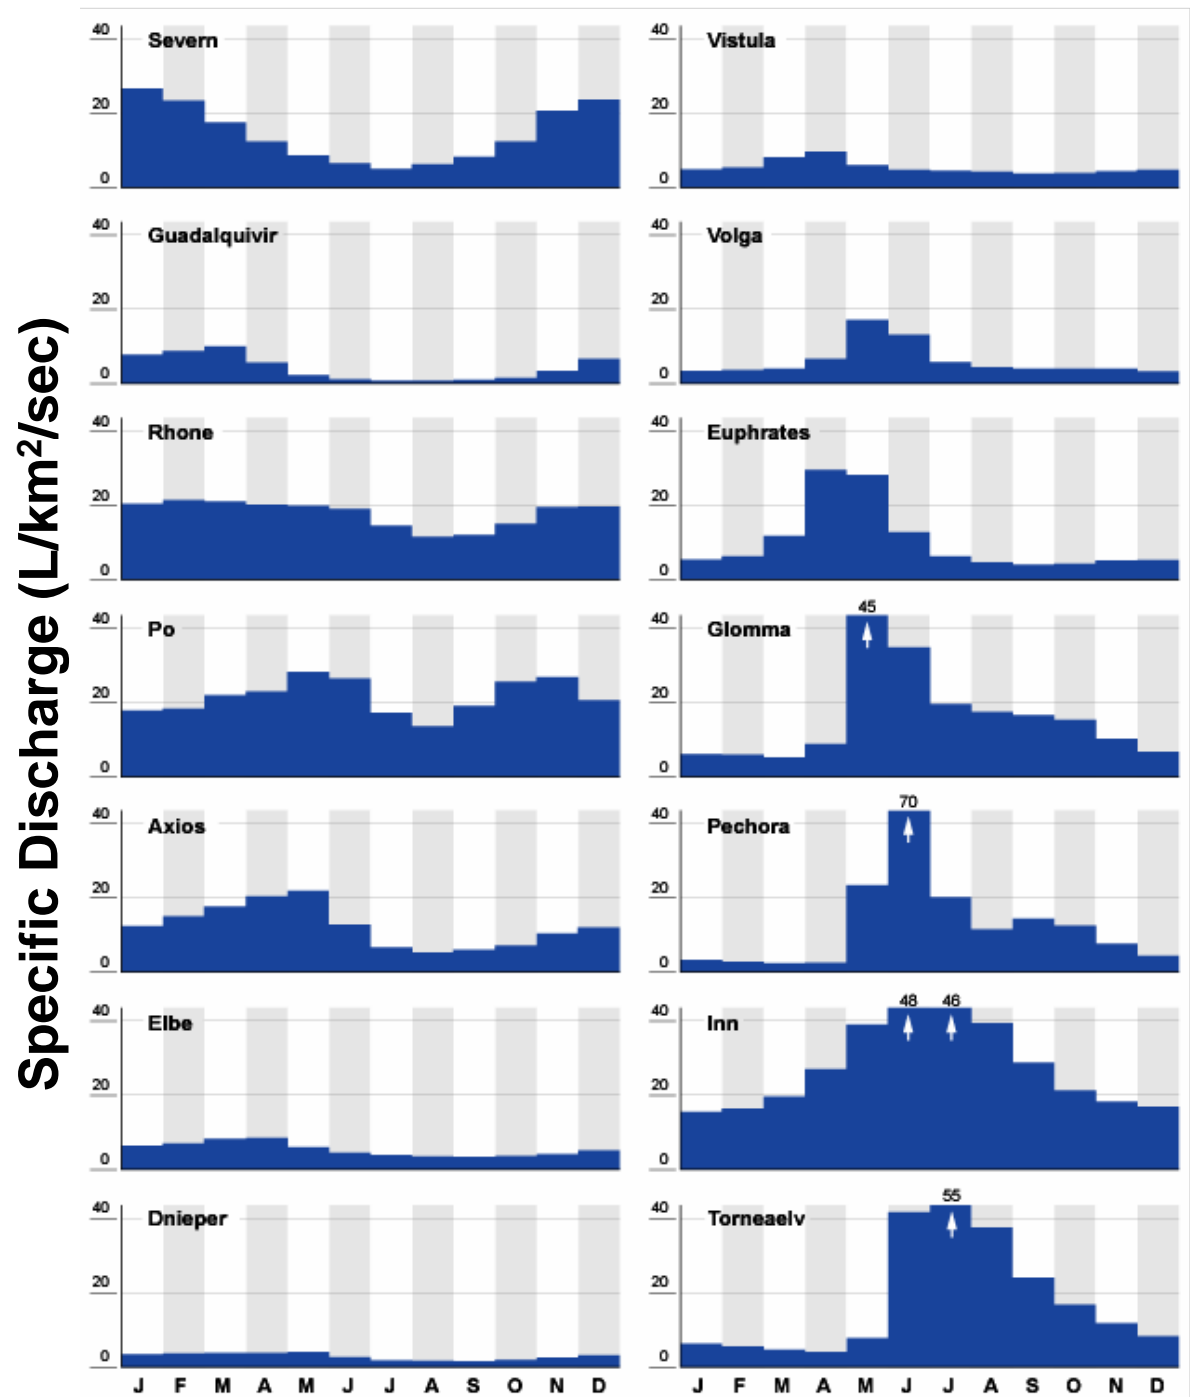 Specific Discharge (L/km²/sec)
40
Severn
20
0
40
Vistula
20
0
40
Guadalquivir
20
0
40
Volga
20
0
40
Rhone
20
0
40
Euphrates
20
0
40
Po
20
0
45
40
Glomma
20
0
40
Axios
20
0
70
40
Pechora
20
0
40
Elbe
20
0
48 46
40
Inn
20
0
40
Dnieper
20
0
55
40
Torneaelv
20
0
J F M A M J J A S O N D
J F M A M J J A S O N D